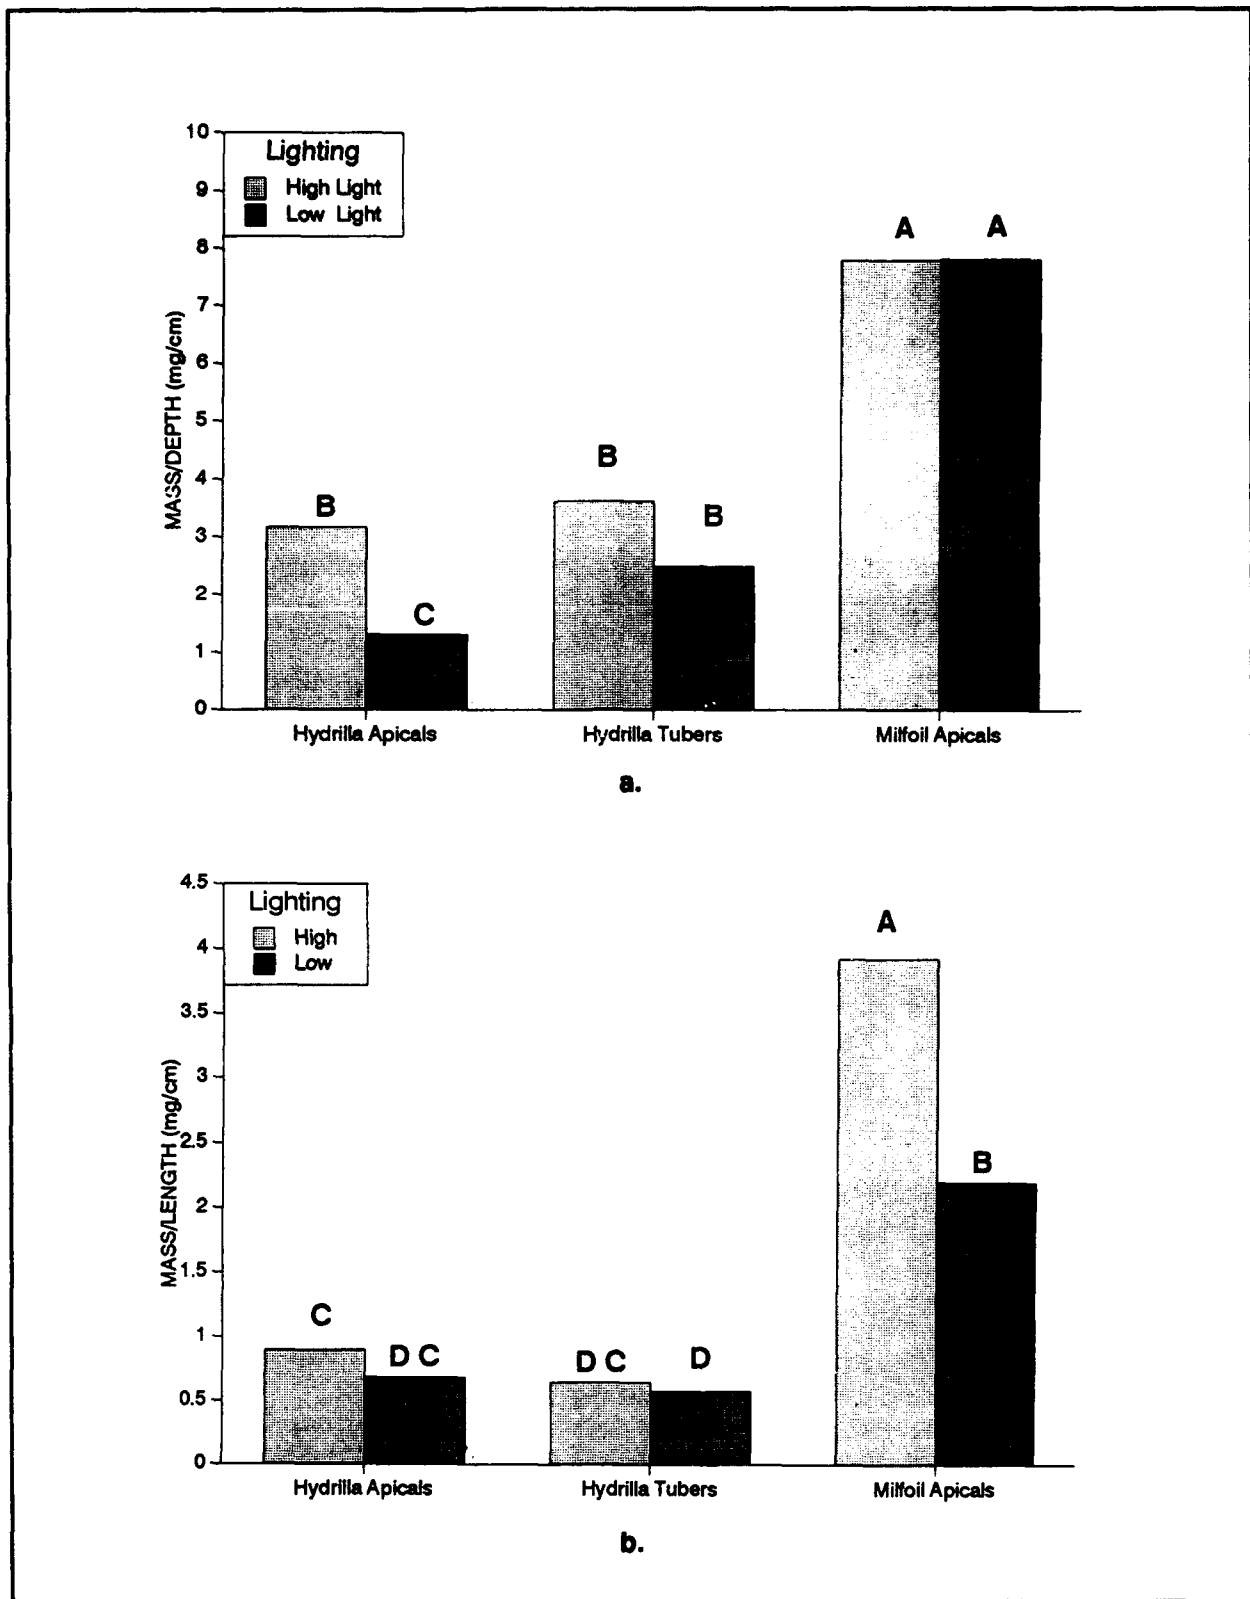 10
9
8
7
6
5
4
3
2
1
0
MASS/DEPTH (mg/cm)
Lighting
High Light
Low Light
B
C
B
B
A
A
Hydrilla Apicals
Hydrilla Tubers
Milfoil Apicals
a.
4.5
4
3.5
3
2.5
2
1.5
1
0.5
0
MASS/LENGTH (mg/cm)
Lighting
High
Low
C
D C
D C
D
A
B
Hydrilla Apicals
Hydrilla Tubers
Milfoil Apicals
b.